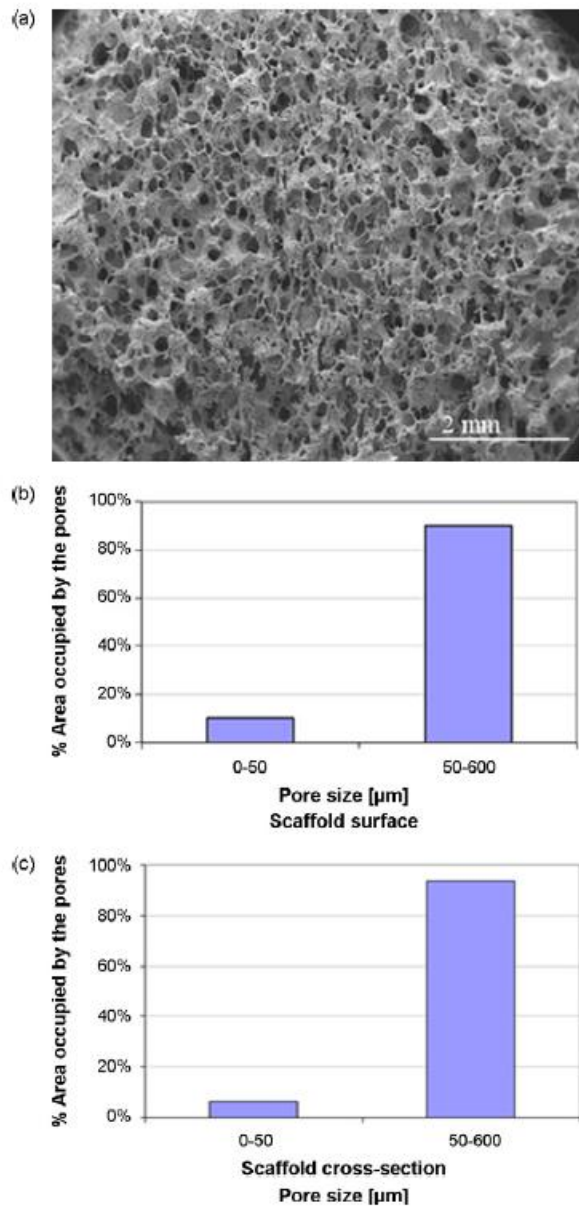 (a)
2 mm
(b)
% Area occupied by the pores
100%
80%
60%
40%
20%
0%
0-50 50-600
Pore size [µm]
Scaffold surface
(c)
% Area occupied by the pores
100%
80%
60%
40%
20%
0%
0-50 50-600
Scaffold cross-section
Pore size [µm]